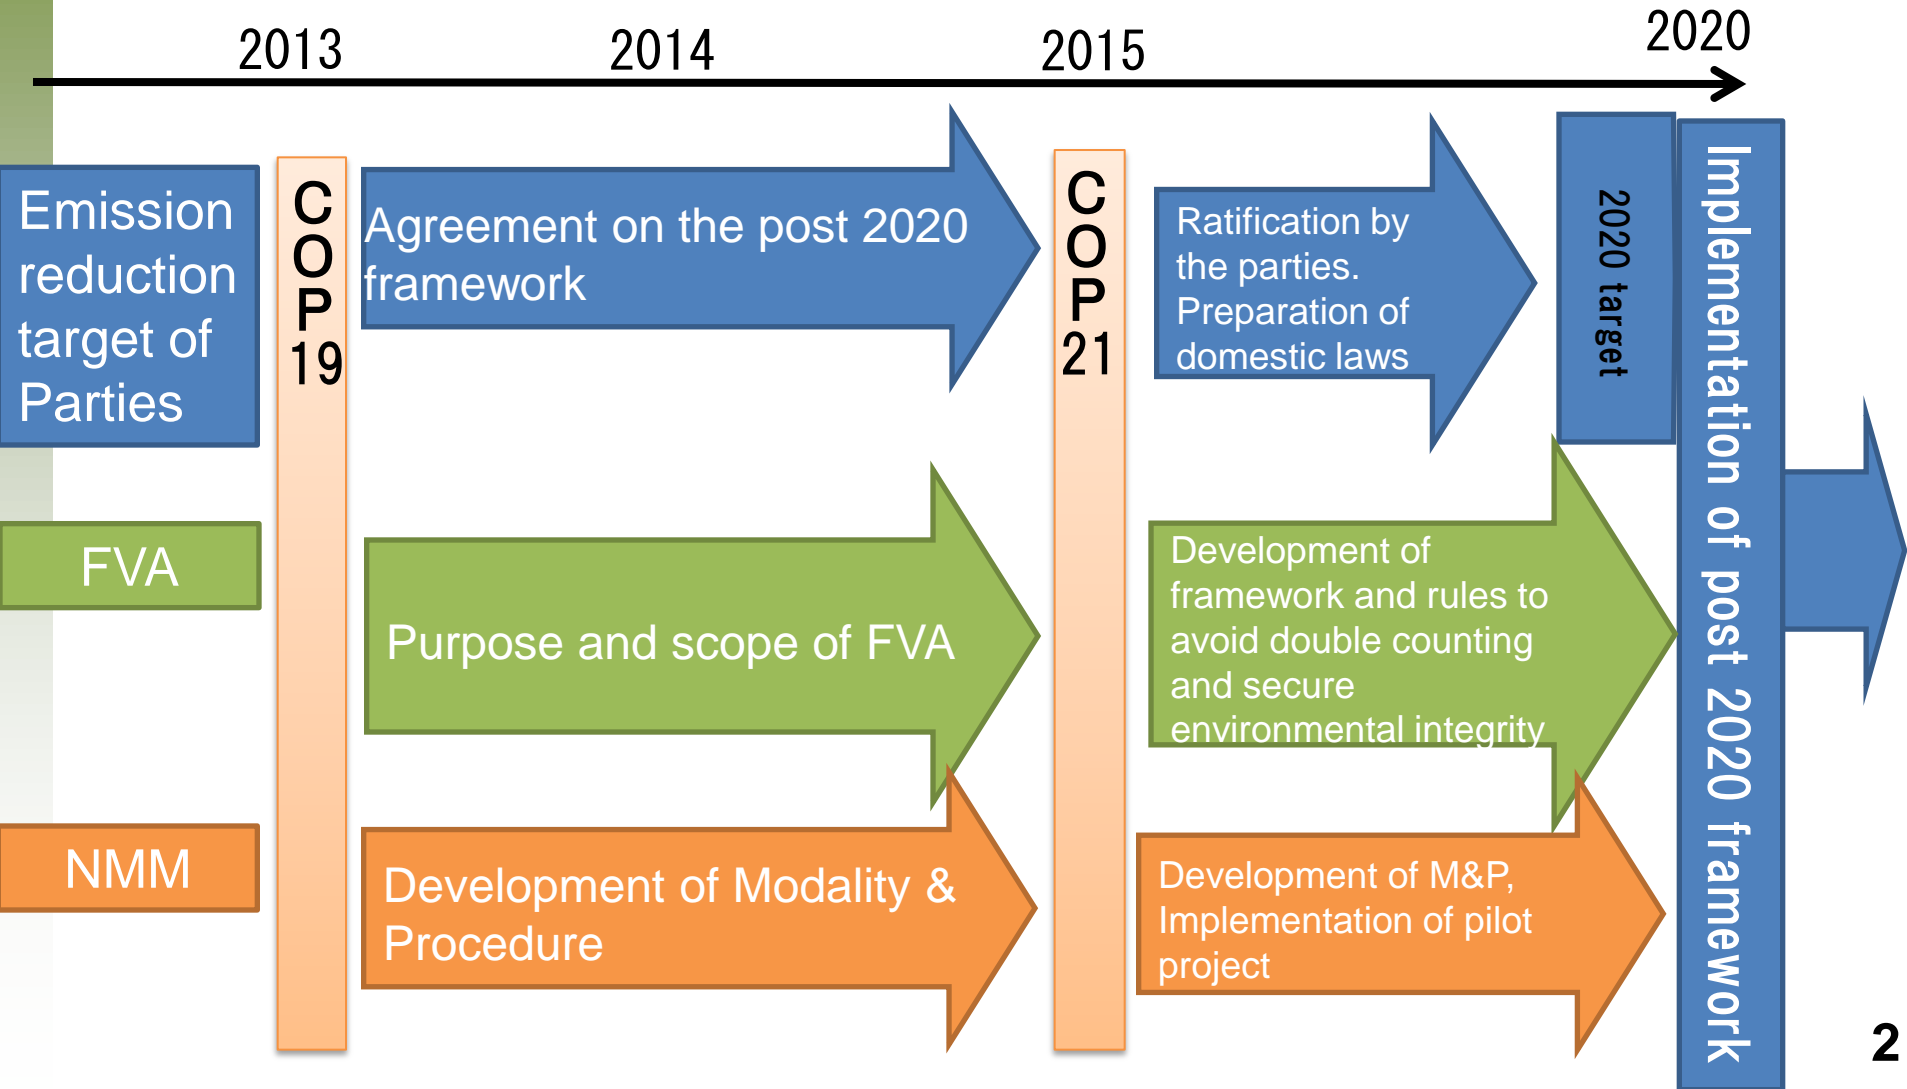 2013
2014
2015
2020
Emission
reduction
target of
Parties
COP19
Agreement on the post 2020
framework
COP21
Ratification by
the parties.
Preparation of
domestic laws
2020 target
Implementation of post 2020 framework
FVA
Purpose and scope of FVA
Development of
framework and rules to
avoid double counting
and secure
environmental integrity
NMM
Development of Modality &
Procedure
Development of M&P,
Implementation of pilot
project
2